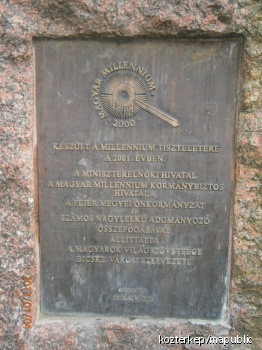 MAGYAR MILLENNIUM
2000
KÉSZÜLT A MILLENNIUM TISZTELETÉRE
A 2001. ÉVBEN.
A MINISZTERELNÖKI HIVATAL
A MAGYAR MILLENNIUM KORMÁNYBIZTOS
HIVATALA,
A FEJÉR MEGYEI ÖNKORMÁNYZAT
SZÁMOS NAGYLELKŰ ADOMÁNYOZÓ
ÖSSZEFOGÁSÁVAL
ÁLLÍTTATTA
A MAGYAROK VILÁGSZÖVETSÉGE
BICSKE VÁROSI SZERVEZETE
kozterkep/mapublic